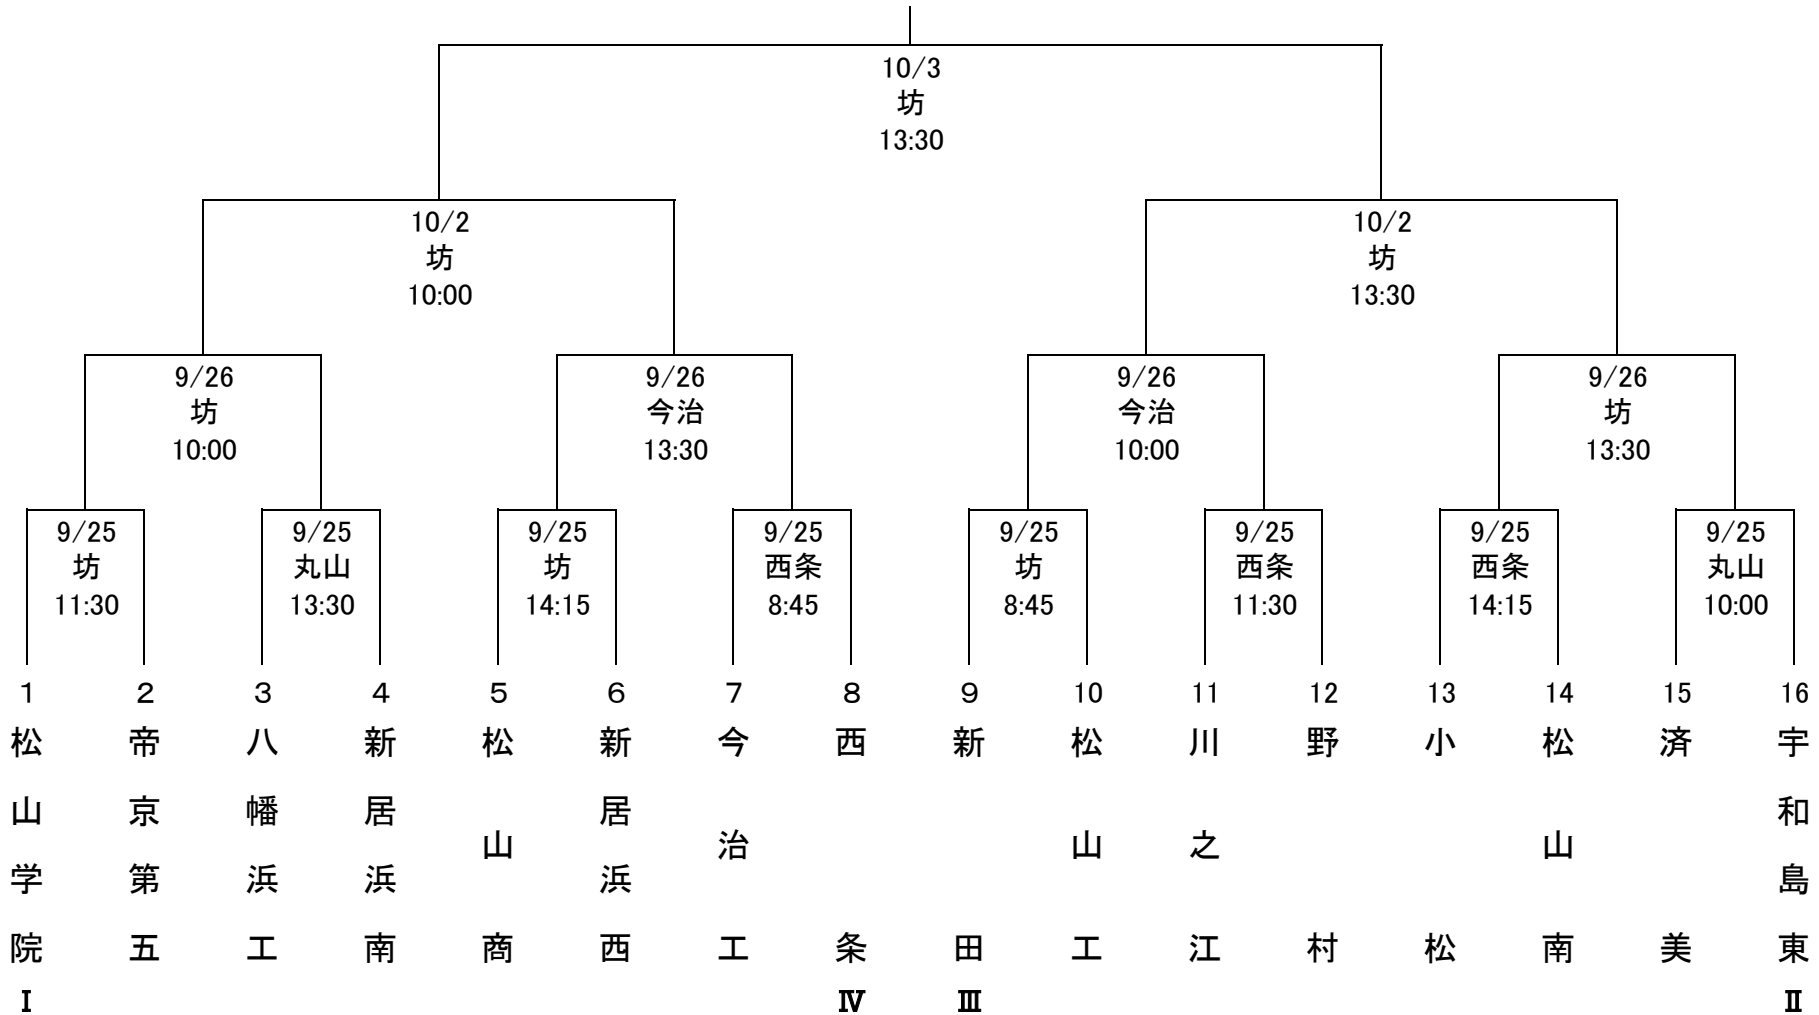 10/3
坊
13:30
10/2
坊
10:00
10/2
坊
13:30
9/26
坊
10:00
9/26
今治
13:30
9/26
今治
10:00
9/26
坊
13:30
9/25
坊
11:30
9/25
丸山
13:30
9/25
坊
14:15
9/25
西条
8:45
9/25
坊
8:45
9/25
西条
11:30
9/25
西条
14:15
9/25
丸山
10:00
1
松山学院
Ⅰ
2
帝京第五
3
八幡浜工
4
新居浜南
5
松山商
6
新居浜西
7
今治工
8
西条
Ⅳ
9
新田
Ⅲ
10
松山工
11
川之江
12
野村
13
小松
14
松山南
15
済美
16
宇和島東
Ⅱ